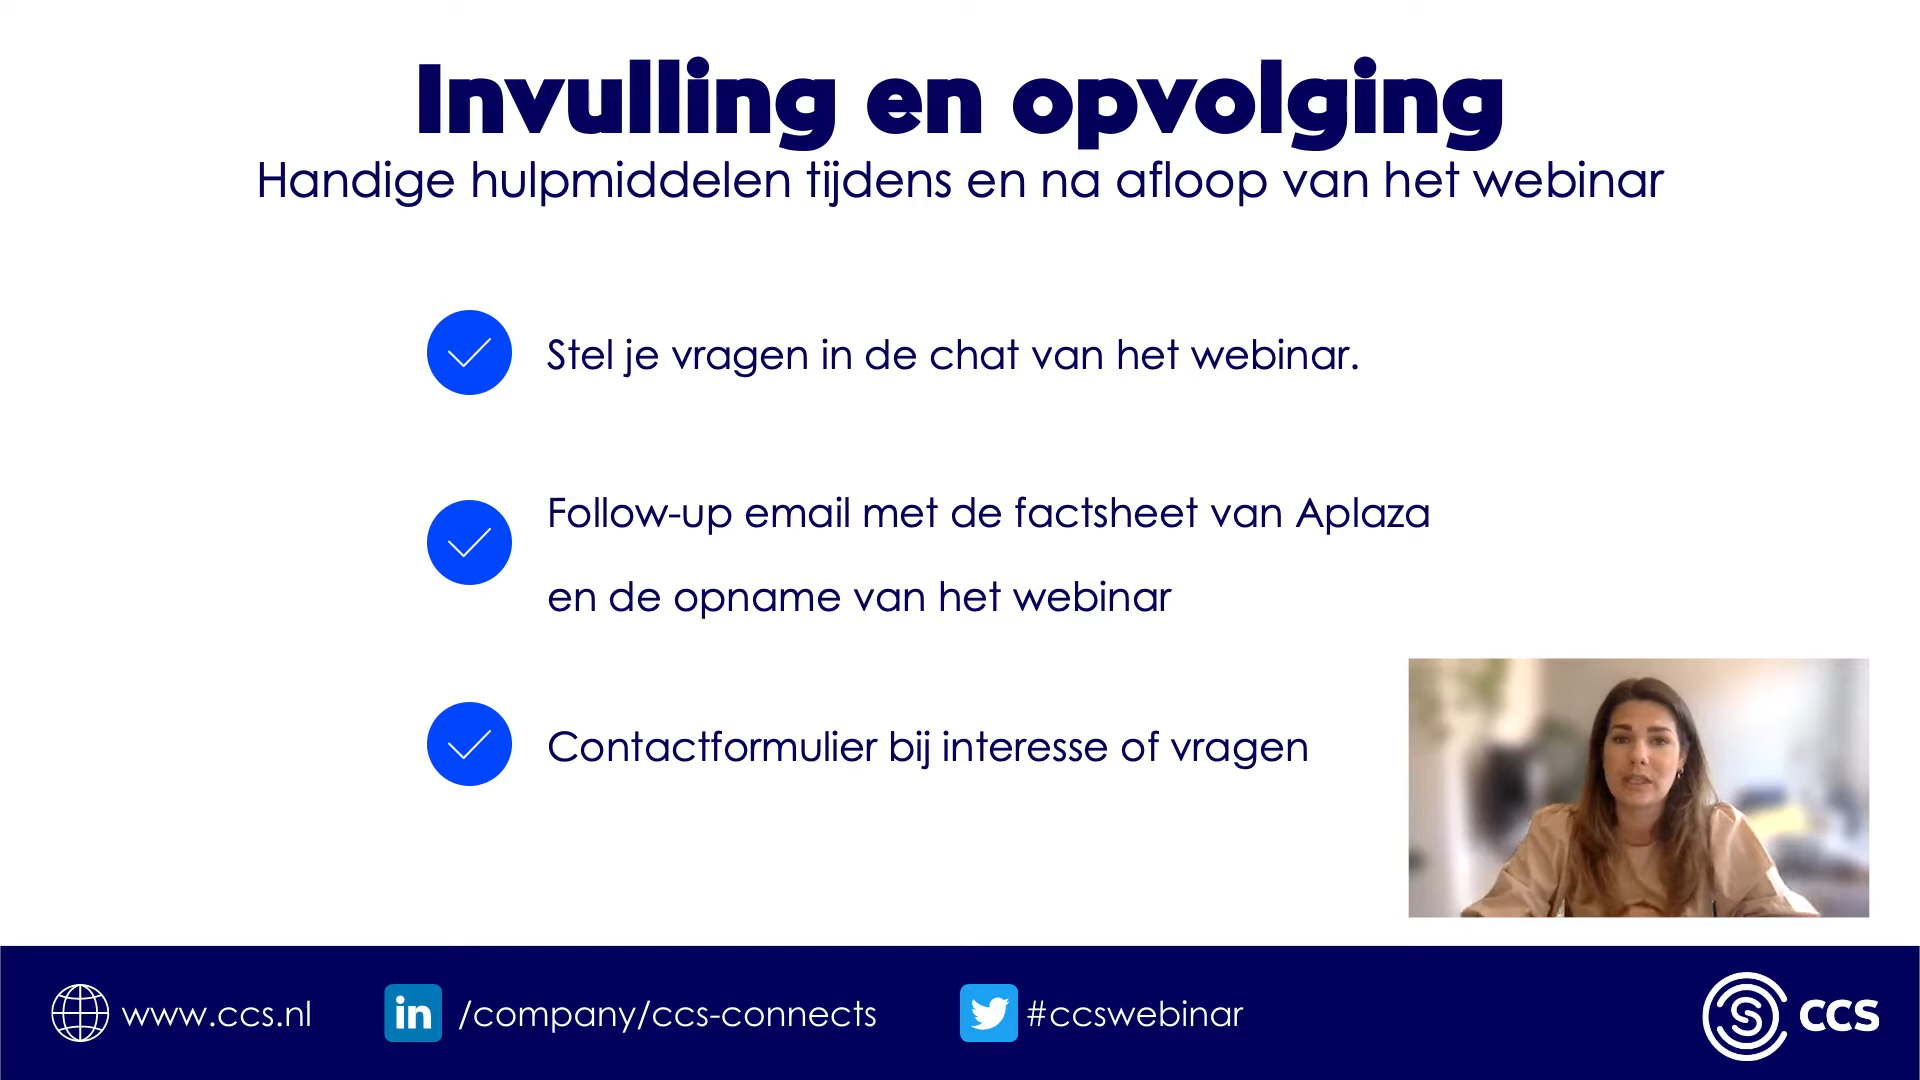 Invulling en opvolging
Handige hulpmiddelen tijdens en na afloop van het webinar
Stel je vragen in de chat van het webinar.
Follow-up email met de factsheet van Aplaza
en de opname van het webinar
Contactformulier bij interesse of vragen
www.ccs.nl
in /company/ccs-connects
#ccswebinar
CCS